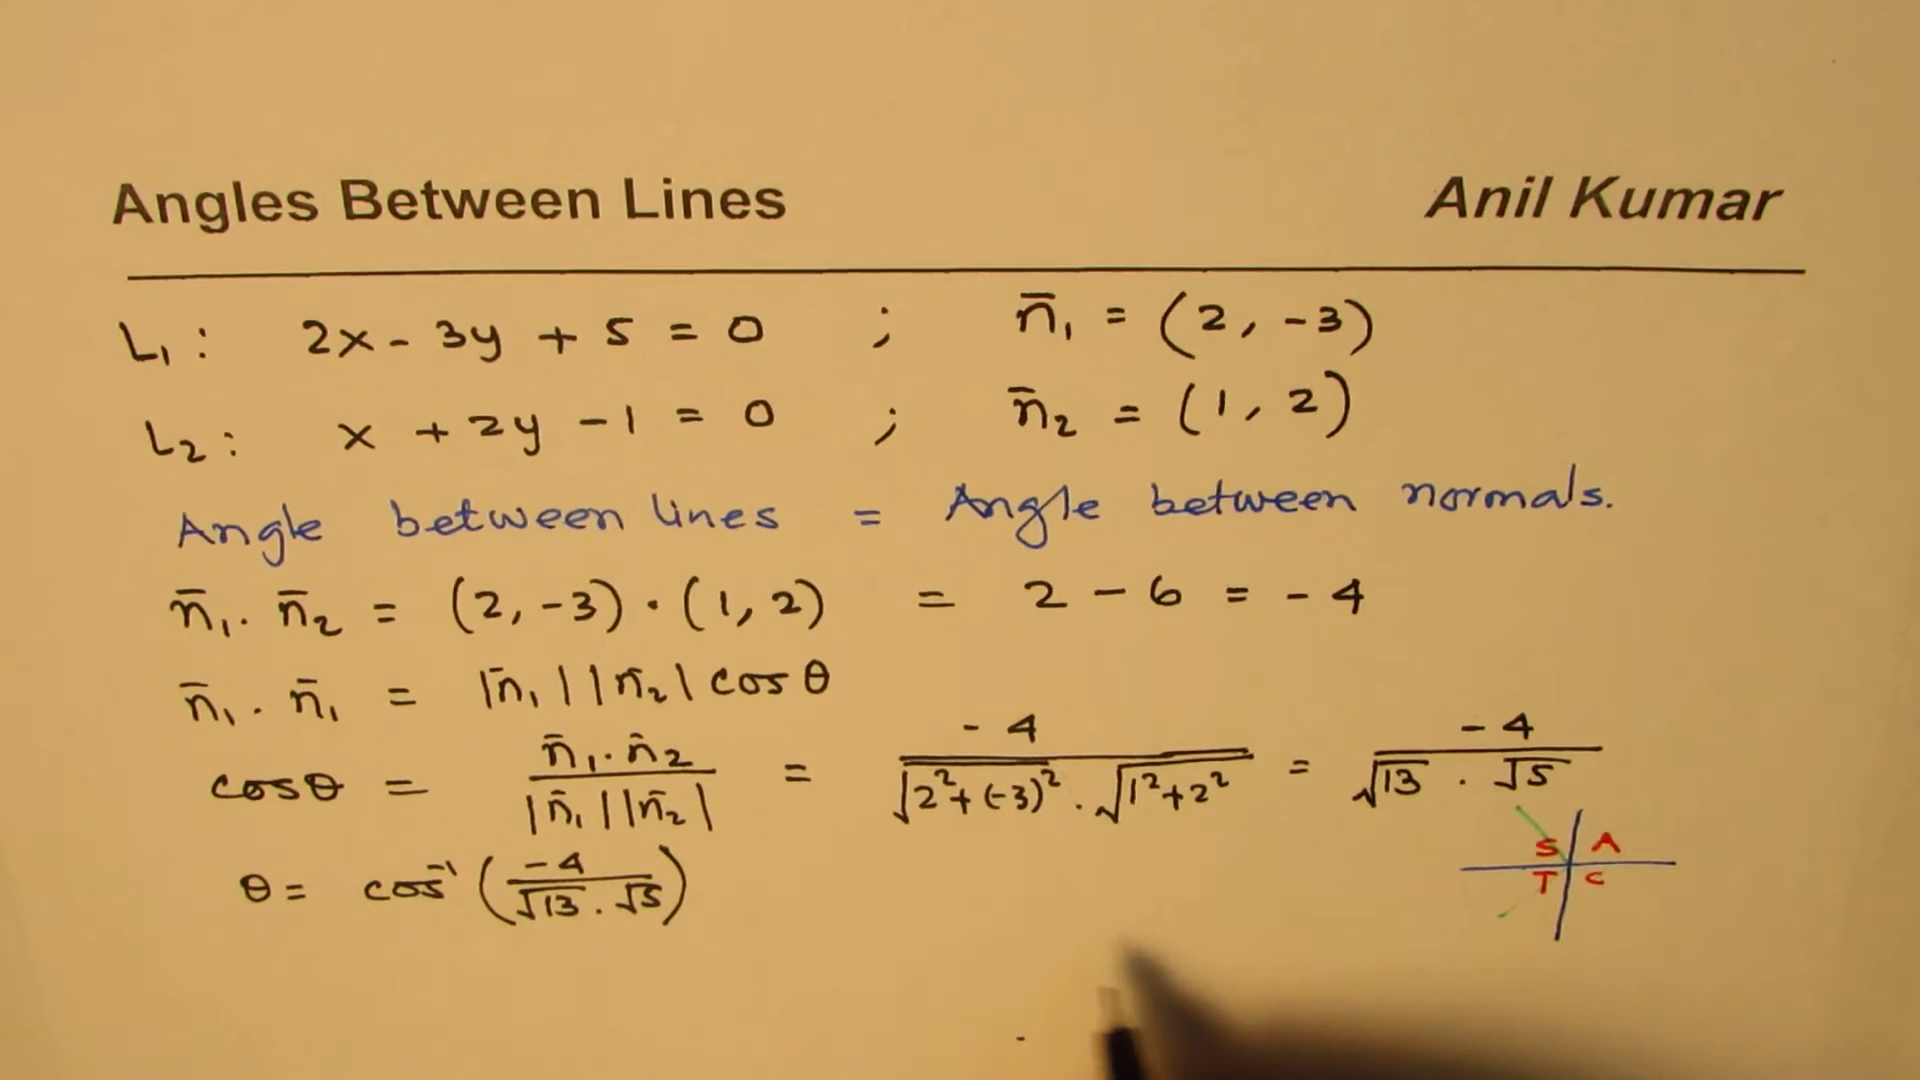 Angles Between Lines Anil Kumar
L₁ : 2x - 3y + 5 = 0 ; n̄₁ = (2, -3)
L₂ : x + 2y - 1 = 0 ; n̄₂ = (1, 2)
Angle between lines = Angle between normals.
n̄₁ . n̄₂ = (2, -3) · (1, 2) = 2 - 6 = -4
n̄₁ . n̄₁ = |n̄₁| |n̄₂| cos θ
cosθ = n̄₁ . n̄₂ / |n̄₁| |n̄₂| = -4 / √2² + (-3)² . √1² + 2² = -4 / √13 . √5
S A
T C
θ = cos⁻¹ (-4 / √13 . √5)